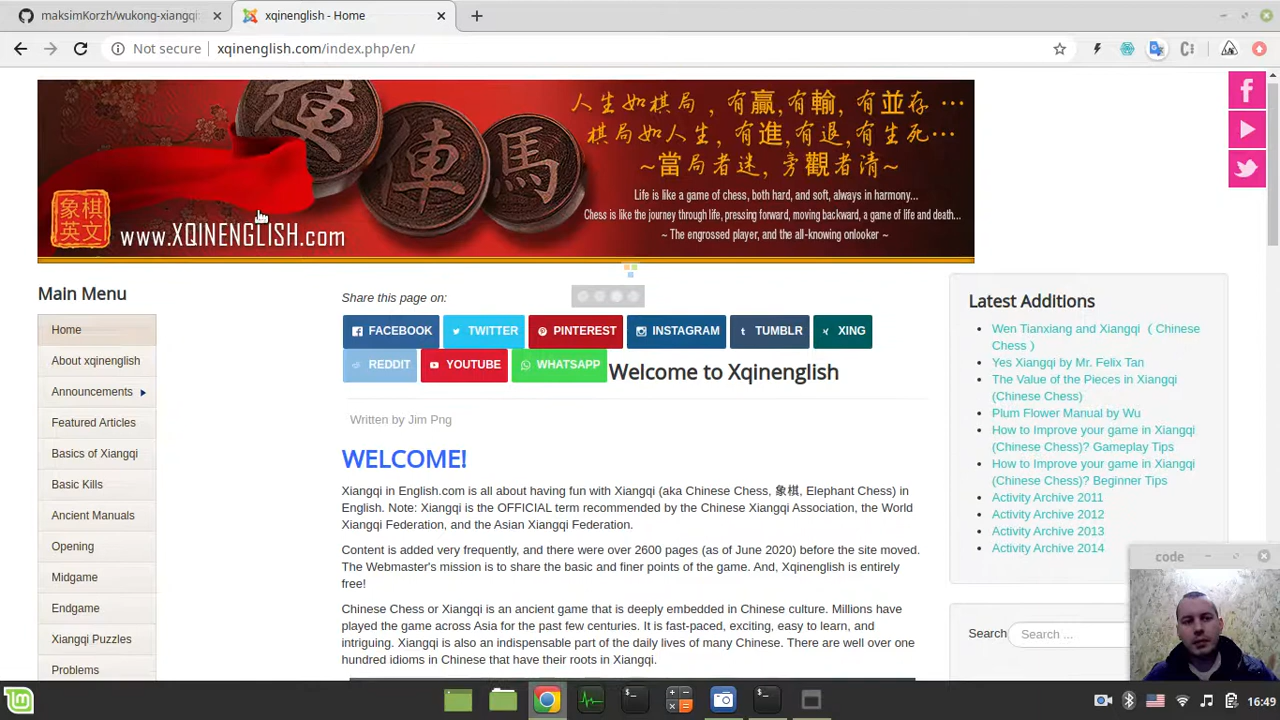 maksimKorzh/wukong-xiangqi
xqinenglish - Home
Not secure
xqinenglish.com/index.php/en/
人生如棋局，有贏,有輸，有並存…
棋局如人生，有進,有退,有生死…
~當局者迷，旁觀者清~
Life is like a game of chess, both hard, and soft, always in harmony...
Chess is like the journey through life, pressing forward, moving backward, a game of life and death...
~ The engrossed player, and the all-knowing onlooker ~
俥馬
象棋
英文
www.XQINENGLISH.com
Main Menu
Home
About xqinenglish
Announcements
Featured Articles
Basics of Xiangqi
Basic Kills
Ancient Manuals
Opening
Midgame
Endgame
Xiangqi Puzzles
Problems
Share this page on:
FACEBOOK TWITTER PINTEREST INSTAGRAM TUMBLR XING
REDDIT YOUTUBE WHATSAPP
Welcome to Xqinenglish
Written by Jim Png
WELCOME!
Xiangqi in English.com is all about having fun with Xiangqi (aka Chinese Chess, 象棋, Elephant Chess) in
English. Note: Xiangqi is the OFFICIAL term recommended by the Chinese Xiangqi Association, the World
Xiangqi Federation, and the Asian Xiangqi Federation.
Content is added very frequently, and there were over 2600 pages (as of June 2020) before the site moved.
The Webmaster's mission is to share the basic and finer points of the game. And, Xqinenglish is entirely
free!
Chinese Chess or Xiangqi is an ancient game that is deeply embedded in Chinese culture. Millions have
played the game across Asia for the past few centuries. It is fast-paced, exciting, easy to learn, and
intriguing. Xiangqi is also an indispensable part of the daily lives of many Chinese. There are well over one
hundred idioms in Chinese that have their roots in Xiangqi.
Latest Additions
Wen Tianxiang and Xiangqi ( Chinese
Chess )
Yes Xiangqi by Mr. Felix Tan
The Value of the Pieces in Xiangqi
(Chinese Chess)
Plum Flower Manual by Wu
How to Improve your game in Xiangqi
(Chinese Chess)? Gameplay Tips
How to Improve your game in Xiangqi
(Chinese Chess)? Beginner Tips
Activity Archive 2011
Activity Archive 2012
Activity Archive 2013
Activity Archive 2014
Search
Search ...
code
16:49